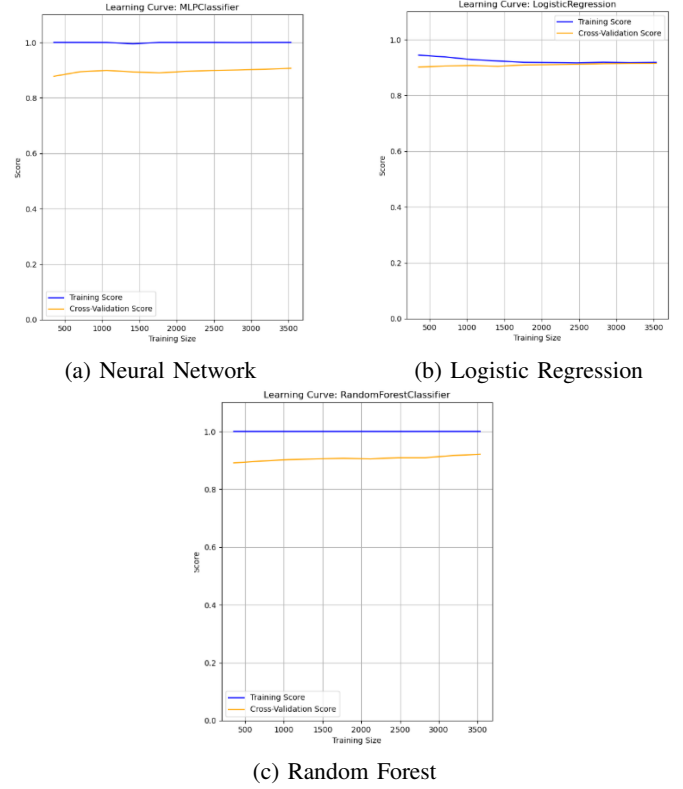 Learning Curve: MLPClassifier
1.0
0.8
0.6
0.4
0.2
0.0
Score
Training Score
Cross-Validation Score
500 1000 1500 2000 2500 3000 3500
Training Size
(a) Neural Network
Learning Curve: LogisticRegression
Training Score
Cross-Validation Score
1.0
0.8
0.6
0.4
0.2
0.0
Score
500 1000 1500 2000 2500 3000 3500
Training Size
(b) Logistic Regression
Learning Curve: RandomForestClassifier
1.0
0.8
0.6
0.4
0.2
0.0
Score
Training Score
Cross-Validation Score
500 1000 1500 2000 2500 3000 3500
Training Size
(c) Random Forest